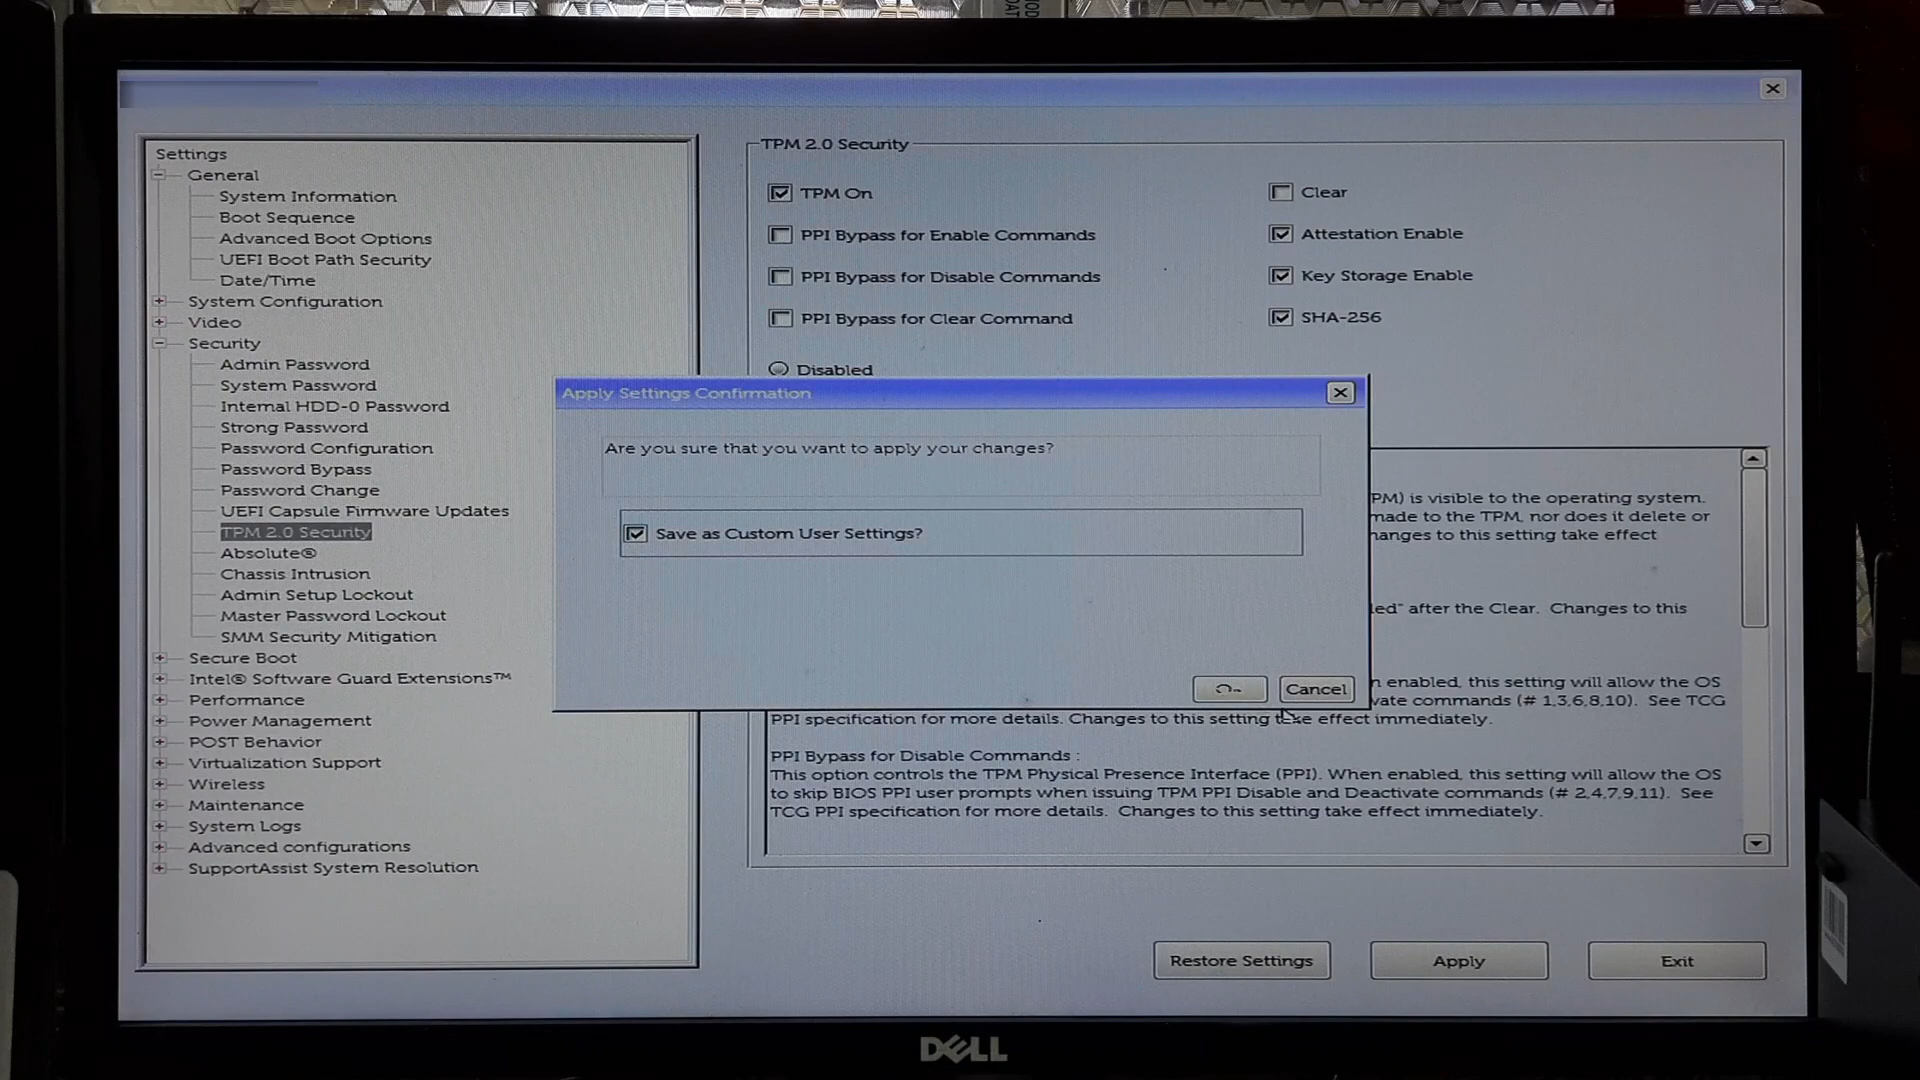 Settings
General
System Information
Boot Sequence
Advanced Boot Options
UEFI Boot Path Security
Date/Time
System Configuration
Video
Security
Admin Password
System Password
Internal HDD-0 Password
Strong Password
Password Configuration
Password Bypass
Password Change
UEFI Capsule Firmware Updates
TPM 2.0 Security
Absolute®
Chassis Intrusion
Admin Setup Lockout
Master Password Lockout
SMM Security Mitigation
Secure Boot
Intel® Software Guard Extensions™
Performance
Power Management
POST Behavior
Virtualization Support
Wireless
Maintenance
System Logs
Advanced configurations
SupportAssist System Resolution
TPM 2.0 Security
TPM On
Clear
PPI Bypass for Enable Commands
Attestation Enable
PPI Bypass for Disable Commands
Key Storage Enable
PPI Bypass for Clear Command
SHA-256
Disabled
Apply Settings Confirmation
Are you sure that you want to apply your changes?
Save as Custom User Settings?
Cancel
PM) is visible to the operating system.
made to the TPM, nor does it delete or
hanges to this setting take effect
led" after the Clear. Changes to this
n enabled, this setting will allow the OS
vate commands (# 1,3,6,8,10). See TCG
PPI specification for more details. Changes to this setting take effect immediately.
PPI Bypass for Disable Commands :
This option controls the TPM Physical Presence Interface (PPI). When enabled, this setting will allow the OS
to skip BIOS PPI user prompts when issuing TPM PPI Disable and Deactivate commands (# 2,4,7,9,11). See
TCG PPI specification for more details. Changes to this setting take effect immediately.
Restore Settings
Apply
Exit
DELL